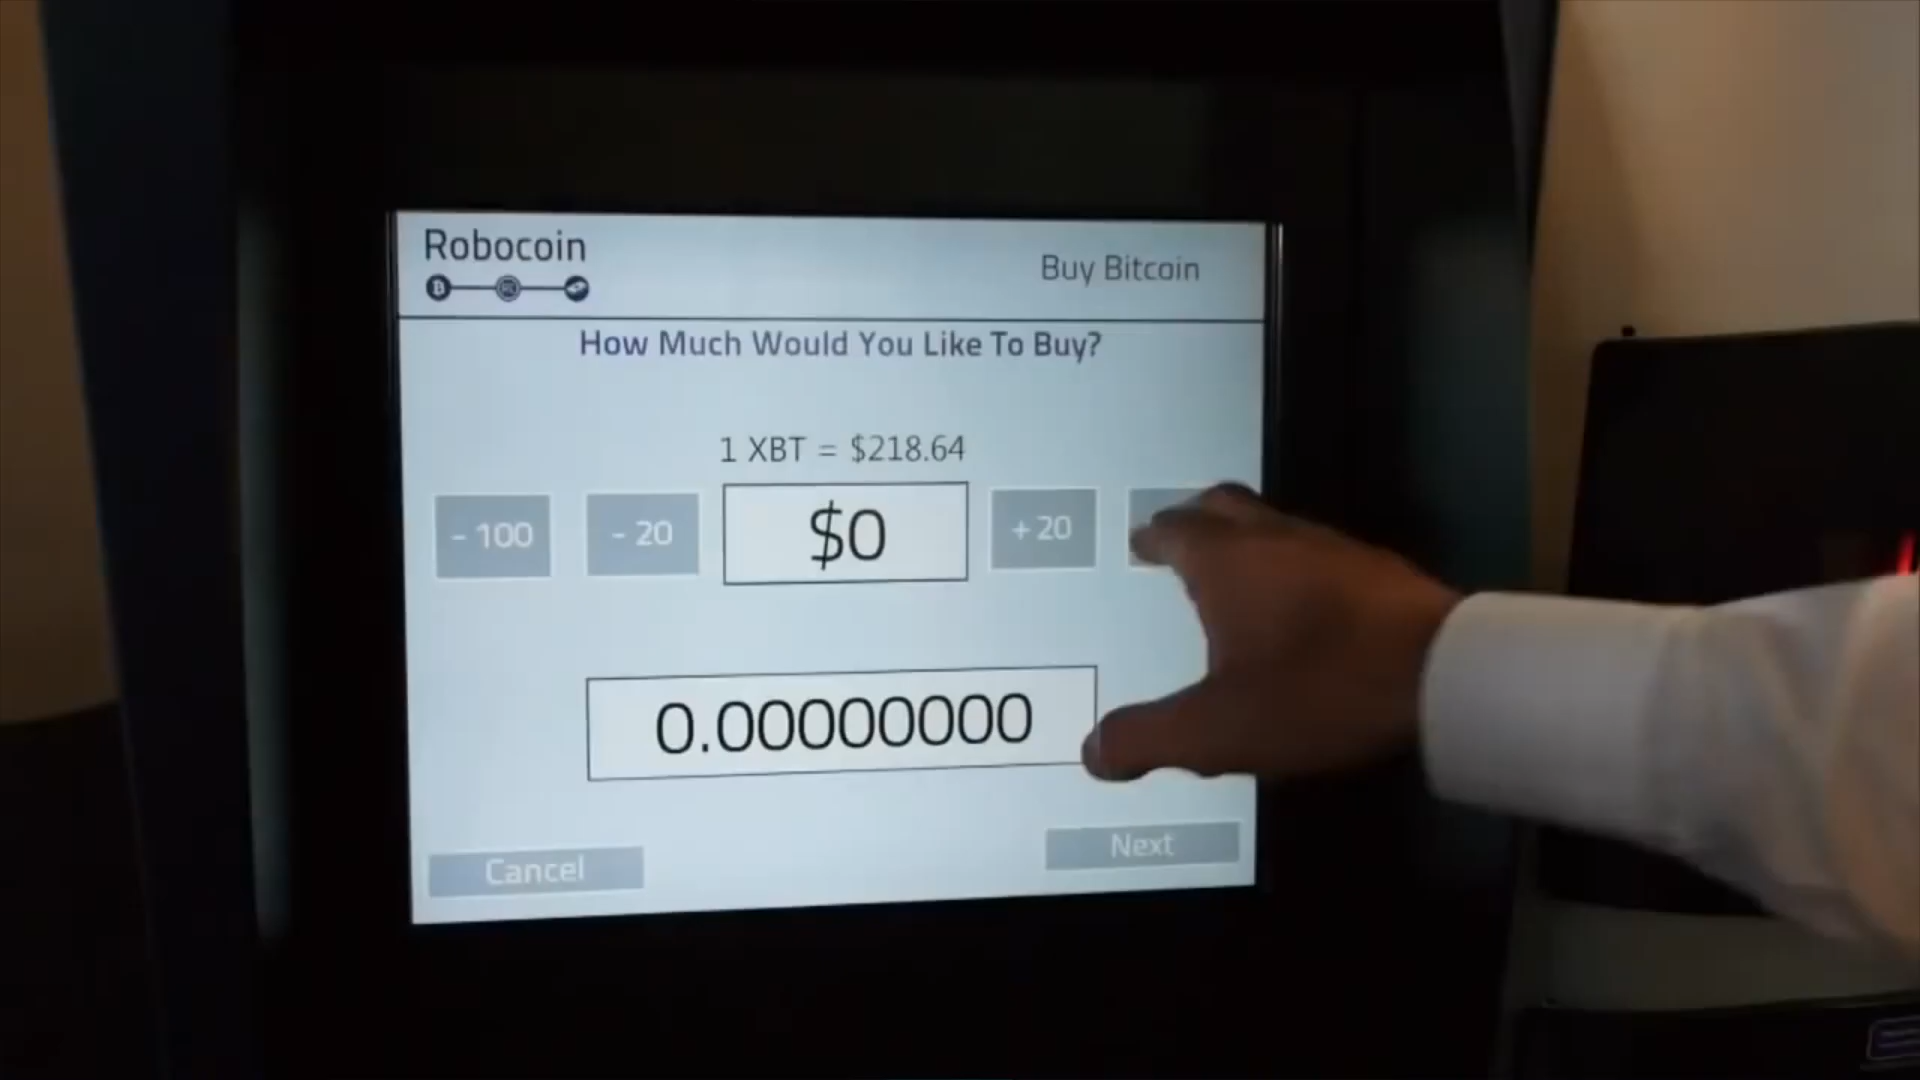 Robocoin
Buy Bitcoin
How Much Would You Like To Buy?
1 XBT = $218.64
- 100
- 20
$0
+ 20
0.00000000
Cancel
Next